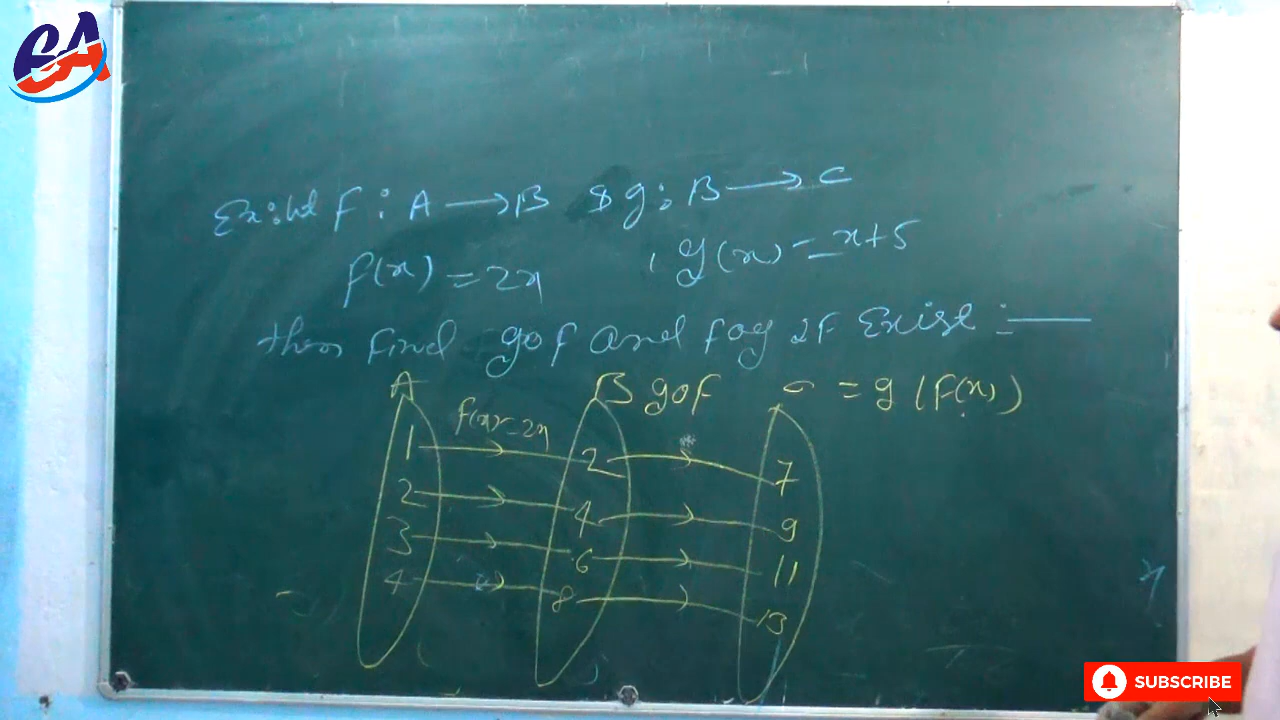 EA
Ex: let f : A → B & g : B → C
f(x) = 2x , g(x) = x+5
then find gof and fog if Exist :—
A B gof C = g(f(x))
f(x) = 2x
1 2 7
2 4 9
3 6 11
4 8 13
SUBSCRIBE